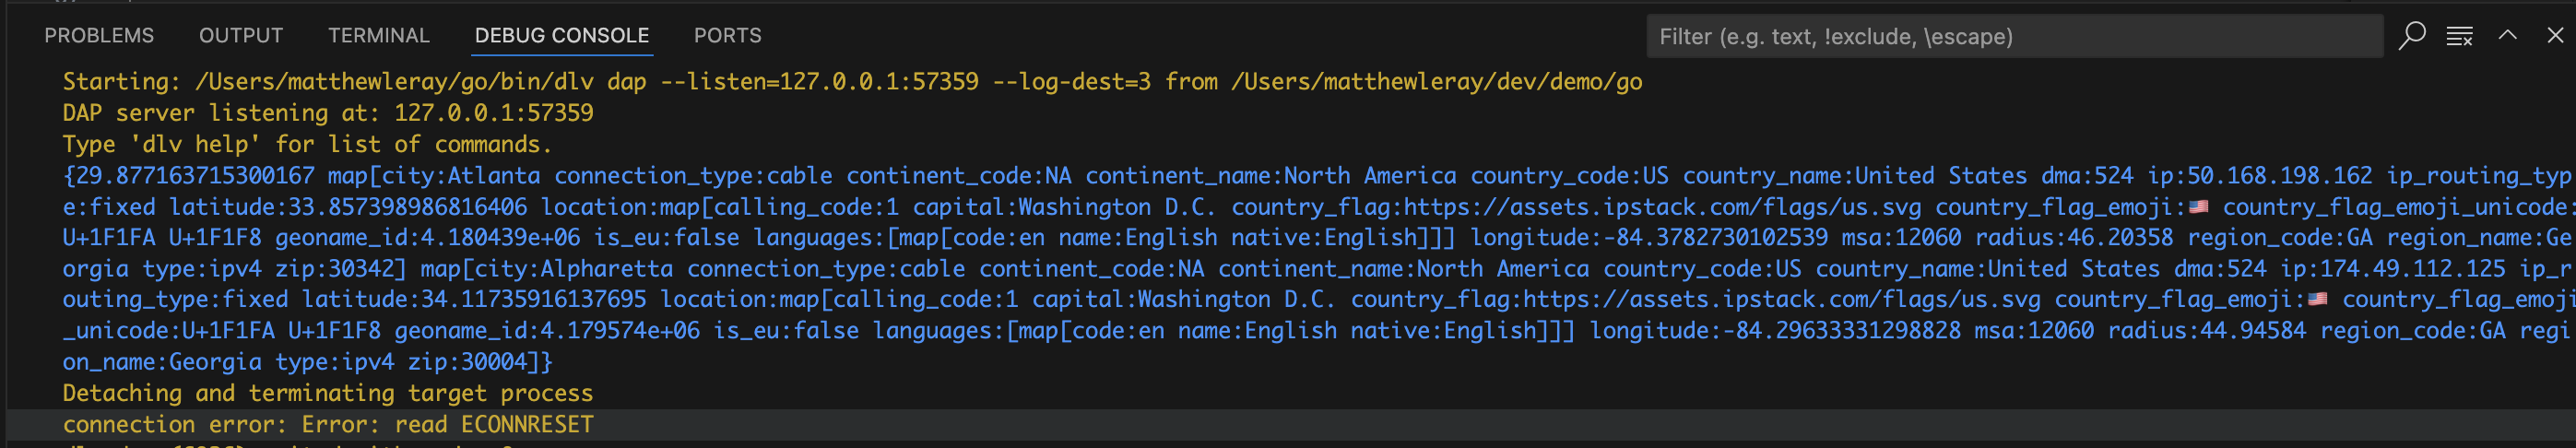 PROBLEMS OUTPUT TERMINAL DEBUG CONSOLE PORTS Filter (e.g. text, !exclude, \escape)
Starting: /Users/matthewleray/go/bin/dlv dap --listen=127.0.0.1:57359 --log-dest=3 from /Users/matthewleray/dev/demo/go
DAP server listening at: 127.0.0.1:57359
Type 'dlv help' for list of commands.
{29.877163715300167 map[city:Atlanta connection_type:cable continent_code:NA continent_name:North America country_code:US country_name:United States dma:524 ip:50.168.198.162 ip_routing_typ
e:fixed latitude:33.857398986816406 location:map[calling_code:1 capital:Washington D.C. country_flag:https://assets.ipstack.com/flags/us.svg country_flag_emoji:🇺🇸 country_flag_emoji_unicode:
U+1F1FA U+1F1F8 geoname_id:4.180439e+06 is_eu:false languages:[map[code:en name:English native:English]]] longitude:-84.3782730102539 msa:12060 radius:46.20358 region_code:GA region_name:Ge
orgia type:ipv4 zip:30342] map[city:Alpharetta connection_type:cable continent_code:NA continent_name:North America country_code:US country_name:United States dma:524 ip:174.49.112.125 ip_r
outing_type:fixed latitude:34.11735916137695 location:map[calling_code:1 capital:Washington D.C. country_flag:https://assets.ipstack.com/flags/us.svg country_flag_emoji:🇺🇸 country_flag_emoji
_unicode:U+1F1FA U+1F1F8 geoname_id:4.179574e+06 is_eu:false languages:[map[code:en name:English native:English]]] longitude:-84.29633331298828 msa:12060 radius:44.94584 region_code:GA regi
on_name:Georgia type:ipv4 zip:30004]}
Detaching and terminating target process
connection error: Error: read ECONNRESET